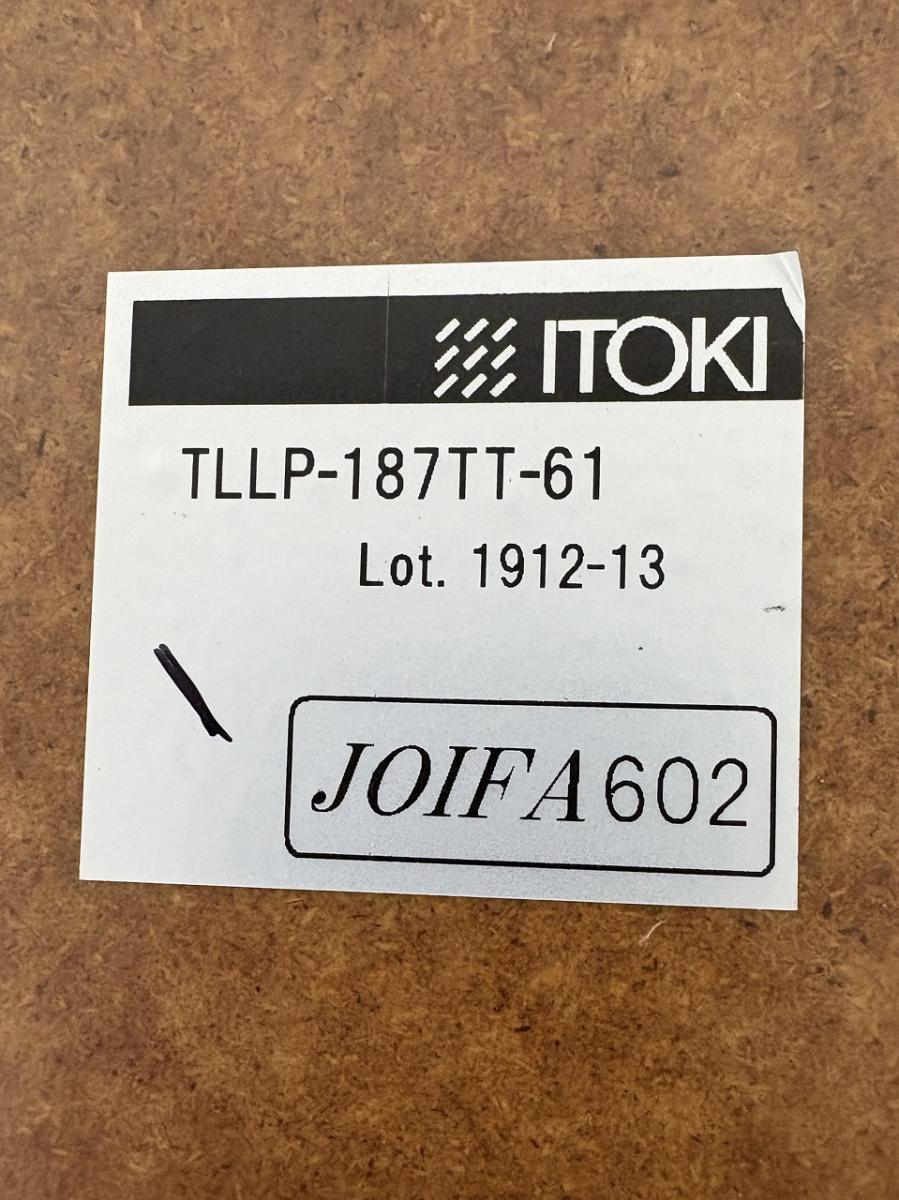 ITOKI
TLLP-187TT-61
Lot. 1912-13
JOIFA602